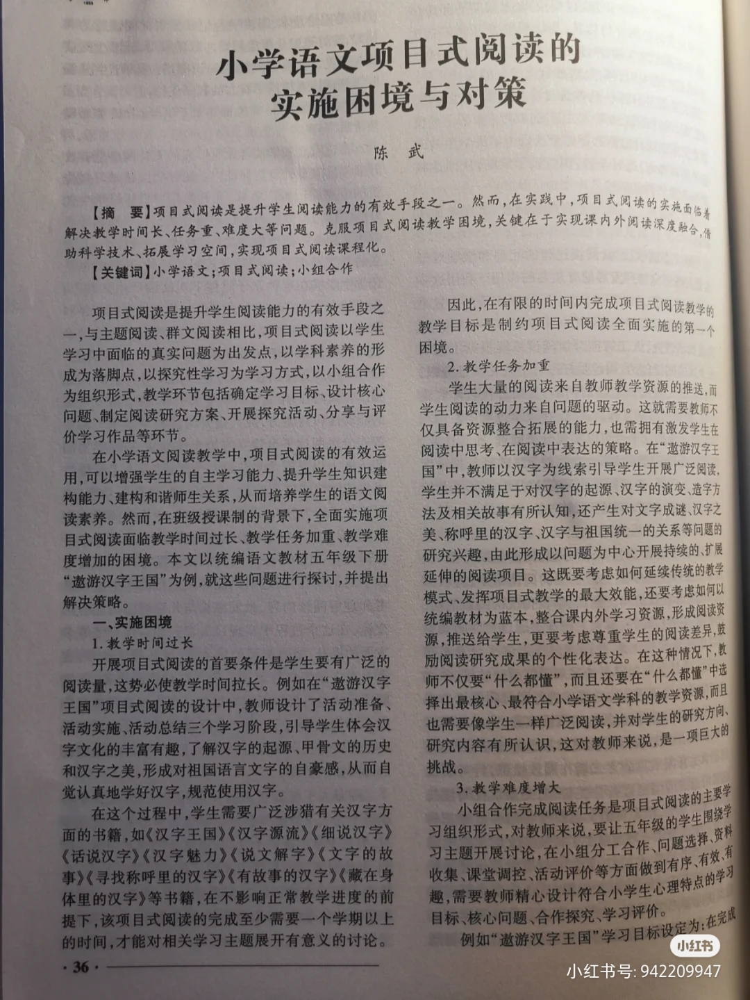 小学语文项目式阅读的
实施困境与对策
陈 武
【摘 要】项目式阅读是提升学生阅读能力的有效手段之一。然而,在实践中,项目式阅读的实施面临着
解决教学时间长、任务重、难度大等问题。克服项目式阅读教学困境,关键在于实现课内外阅读深度融合,借
助科学技术、拓展学习空间,实现项目式阅读课程化。
【关键词】小学语文;项目式阅读;小组合作
项目式阅读是提升学生阅读能力的有效手段之
一,与主题阅读、群文阅读相比,项目式阅读以学生
学习中面临的真实问题为出发点,以学科素养的形
成为落脚点,以探究性学习为学习方式,以小组合作
为组织形式,教学环节包括确定学习目标、设计核心
问题、制定阅读研究方案、开展探究活动、分享与评
价学习作品等环节。
在小学语文阅读教学中,项目式阅读的有效运
用,可以增强学生的自主学习能力、提升学生知识建
构能力、建构和谐师生关系,从而培养学生的语文阅
读素养。然而,在班级授课制的背景下,全面实施项
目式阅读面临教学时间过长、教学任务加重、教学难
度增加的困境。本文以统编语文教材五年级下册
“遨游汉字王国”为例,就这些问题进行探讨,并提出
解决策略。
一、实施困境
1.教学时间过长
开展项目式阅读的首要条件是学生要有广泛的
阅读量,这势必使教学时间拉长。例如在“遨游汉字
王国”项目式阅读的设计中,教师设计了活动准备、
活动实施、活动总结三个学习阶段,引导学生体会汉
字文化的丰富有趣,了解汉字的起源、甲骨文的历史
和汉字之美,形成对祖国语言文字的自豪感,从而自
觉认真地学好汉字,规范使用汉字。
在这个过程中,学生需要广泛涉猎有关汉字方
面的书籍,如《汉字王国》《汉字源流》《细说汉字》
《话说汉字》《汉字魅力》《说文解字》《文字的故
事》《寻找称呼里的汉字》《有故事的汉字》《藏在身
体里的汉字》等书籍,在不影响正常教学进度的前
提下,该项目式阅读的完成至少需要一个学期以上
的时间,才能对相关学习主题展开有意义的讨论。
·36·
因此,在有限的时间内完成项目式阅读教学的
教学目标是制约项目式阅读全面实施的第一个
困境。
2.教学任务加重
学生大量的阅读来自教师教学资源的推送,而
学生阅读的动力来自问题的驱动。这就需要教师不
仅具备资源整合拓展的能力,也需拥有激发学生在
阅读中思考、在阅读中表达的策略。在“遨游汉字王
国”中,教师以汉字为线索引导学生开展广泛阅读,
学生并不满足于对汉字的起源、汉字的演变、造字方
法及相关故事有所认知,还产生对文字成谜、汉字之
美、称呼里的汉字、汉字与祖国统一的关系等问题的
研究兴趣,由此形成以问题为中心开展持续的、扩展
延伸的阅读项目。这既要考虑如何延续传统的教学
模式、发挥项目式教学的最大效能,还要考虑如何以
统编教材为蓝本,整合课内外学习资源,形成阅读资
源,推送给学生,更要考虑尊重学生的阅读差异,鼓
励阅读研究成果的个性化表达。在这种情况下,教
师不仅要“什么都懂”,而且还要在“什么都懂”中选
择出最核心、最符合小学语文学科的教学资源,而且
也需要像学生一样广泛阅读,并对学生的研究方向、
研究内容有所认识,这对教师来说,是一项巨大的
挑战。
3.教学难度增大
小组合作完成阅读任务是项目式阅读的主要学
习组织形式,对教师来说,要让五年级的学生围绕学
习主题开展讨论,在小组分工合作、问题选择、资料
收集、课堂调控、活动评价等方面做到有序、有效、有
趣,需要教师精心设计符合小学生心理特点的学习
目标、核心问题、合作探究、学习评价。
例如“遨游汉字王国”学习目标设定为:在完成
小红书
小红书号: 942209947